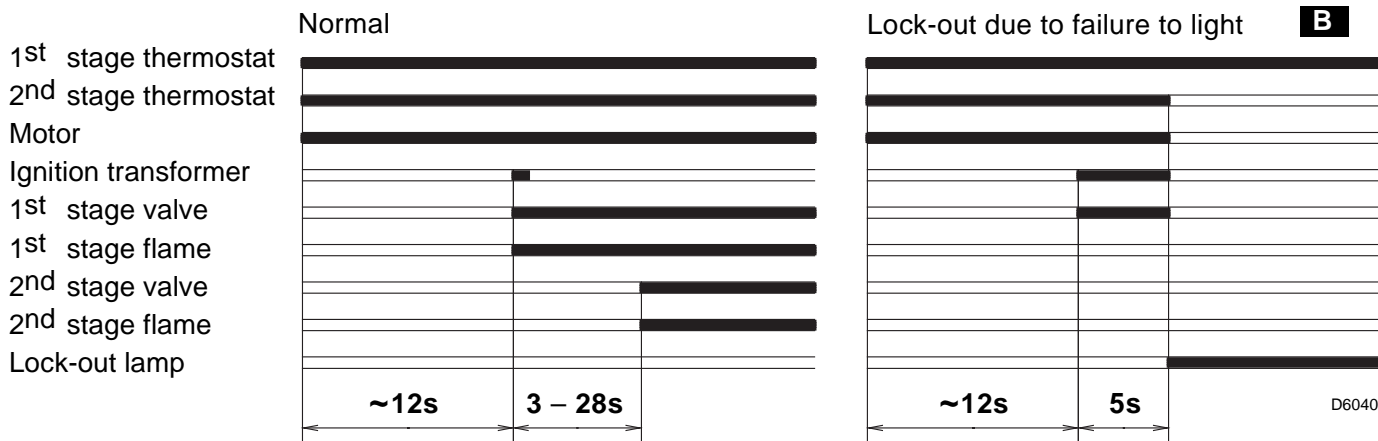 Normal
Lock-out due to failure to light B
1st stage thermostat
2nd stage thermostat
Motor
Ignition transformer
1st stage valve
1st stage flame
2nd stage valve
2nd stage flame
Lock-out lamp
~12s 3 – 28s
~12s 5s
D6040